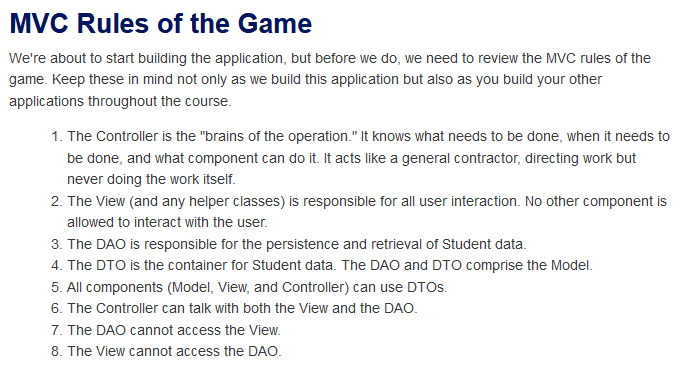 MVC Rules of the Game
We're about to start building the application, but before we do, we need to review the MVC rules of the
game. Keep these in mind not only as we build this application but also as you build your other
applications throughout the course.
1. The Controller is the "brains of the operation." It knows what needs to be done, when it needs to
be done, and what component can do it. It acts like a general contractor, directing work but
never doing the work itself.
2. The View (and any helper classes) is responsible for all user interaction. No other component is
allowed to interact with the user.
3. The DAO is responsible for the persistence and retrieval of Student data.
4. The DTO is the container for Student data. The DAO and DTO comprise the Model.
5. All components (Model, View, and Controller) can use DTOs.
6. The Controller can talk with both the View and the DAO.
7. The DAO cannot access the View.
8. The View cannot access the DAO.